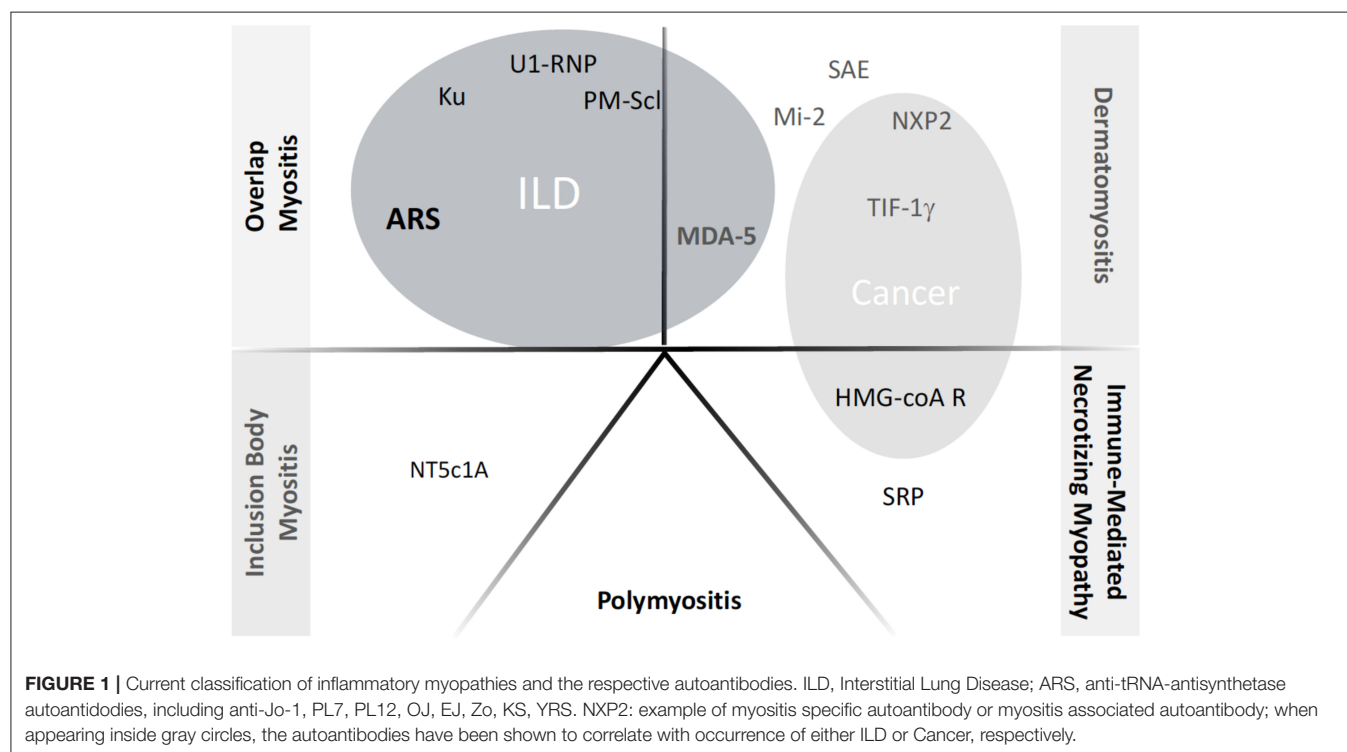 Overlap
Myositis
U1-RNP
Ku
PM-Scl
ILD
ARS
MDA-5
SAE
Mi-2
NXP2
TIF-1γ
Cancer
Dermatomyositis
Inclusion Body
Myositis
NT5c1A
Polymyositis
HMG-coA R
SRP
Immune-Mediated
Necrotizing Myopathy
FIGURE 1 | Current classification of inflammatory myopathies and the respective autoantibodies. ILD, Interstitial Lung Disease; ARS, anti-tRNA-antisynthetase
autoantidodies, including anti-Jo-1, PL7, PL12, OJ, EJ, Zo, KS, YRS. NXP2: example of myositis specific autoantibody or myositis associated autoantibody; when
appearing inside gray circles, the autoantibodies have been shown to correlate with occurrence of either ILD or Cancer, respectively.